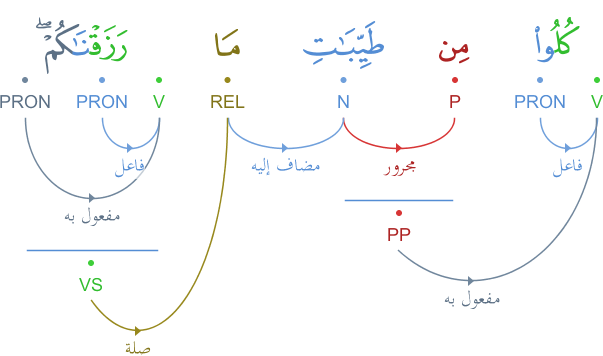 كُلُوا۟ مِن طَيِّبَـٰتِ مَا رَزَقْنَـٰكُمْ ۖ
V PRON P N REL V PRON PRON
فاعل مجرور مضاف إليه فاعل
مفعول به
PP
VS
مفعول به
صلة